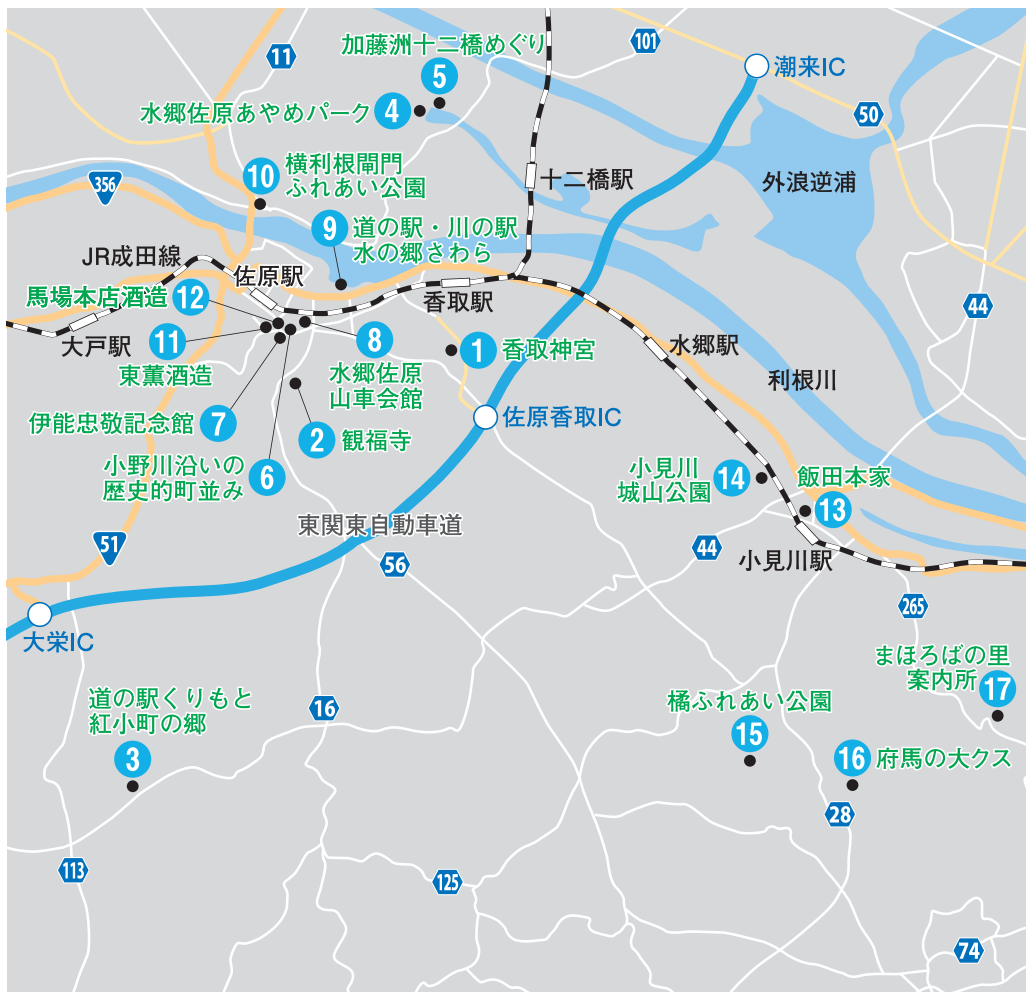 加藤洲十二橋めぐり
5
101
11
潮来IC
水郷佐原あやめパーク
4
50
横利根閘門
ふれあい公園
10
十二橋駅
外浪逆浦
356
9
道の駅・川の駅
水の郷さわら
JR成田線
佐原駅
馬場本店酒造
12
香取駅
44
大戸駅
11
東薫酒造
8
水郷佐原
山車会館
1
香取神宮
水郷駅
利根川
伊能忠敬記念館
7
2
観福寺
佐原香取IC
小野川沿いの
歴史的町並み
6
小見川
城山公園
14
飯田本家
13
東関東自動車道
51
56
44
小見川駅
265
大栄IC
まほろばの里
案内所
17
道の駅くりもと
紅小町の郷
3
16
橘ふれあい公園
15
16
府馬の大クス
28
113
125
74